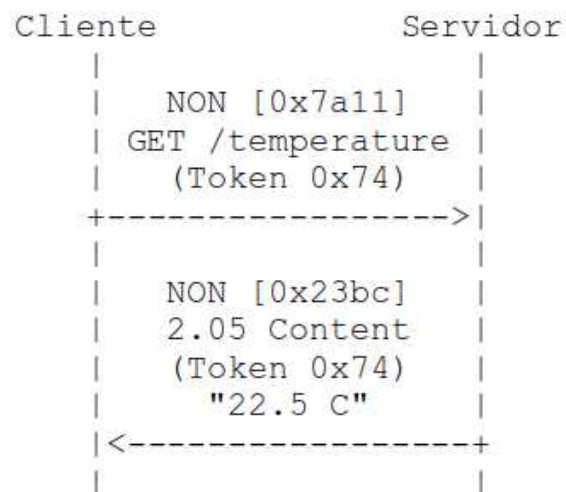 Cliente Servidor
NON [0x7a11]
GET /temperature
(Token 0x74)
NON [0x23bc]
2.05 Content
(Token 0x74)
"22.5 C"